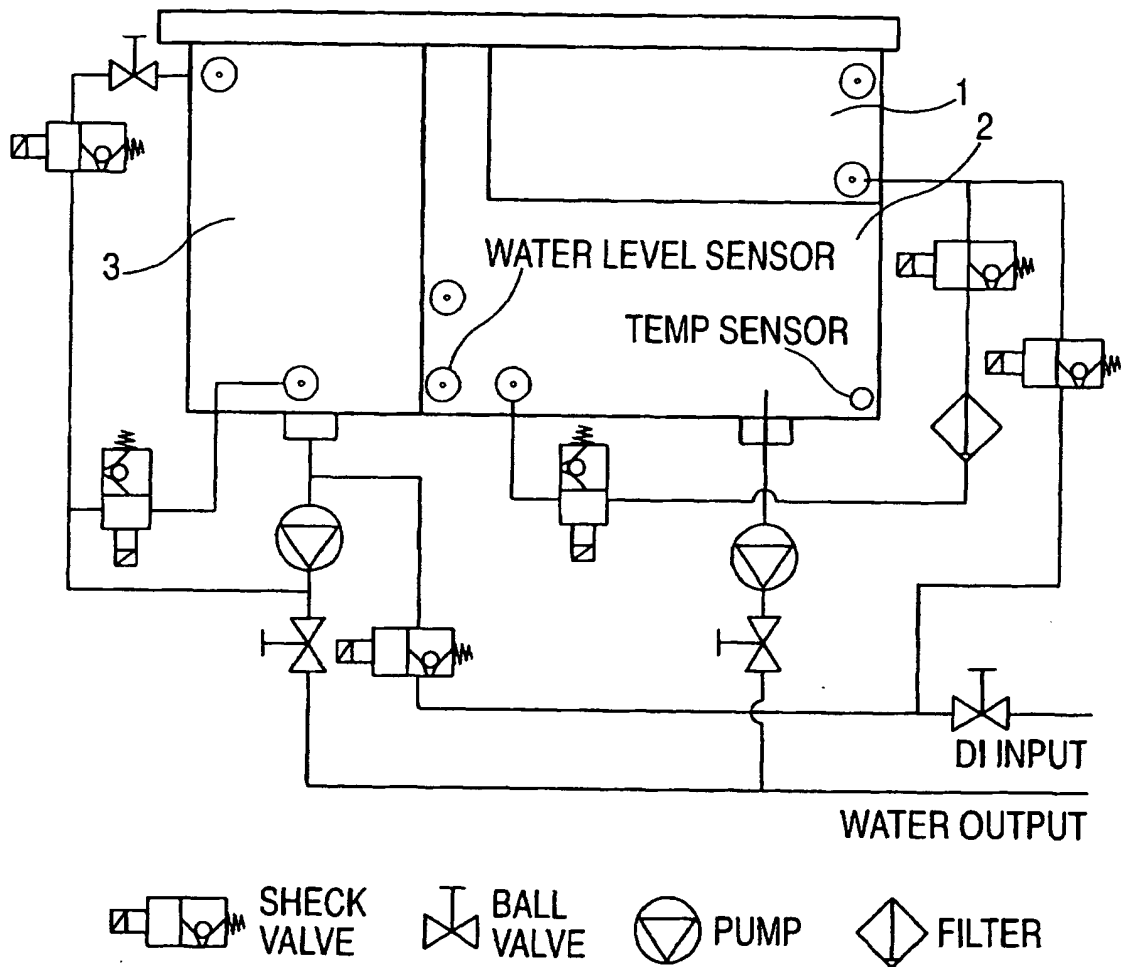 1
2
3
WATER LEVEL SENSOR
TEMP SENSOR
DI INPUT
WATER OUTPUT
SHECK
VALVE
BALL
VALVE
PUMP
FILTER